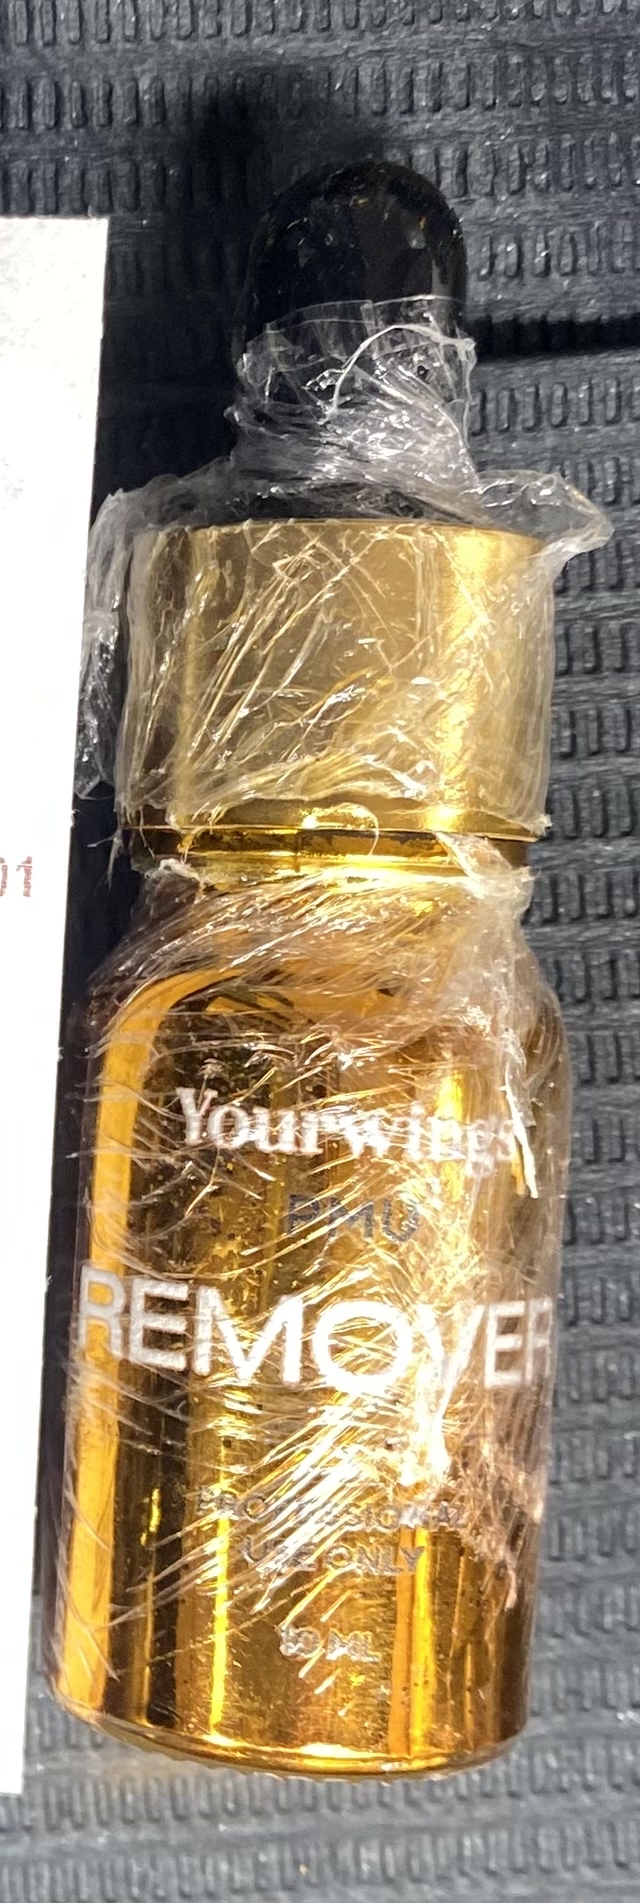 Yourwings
PMU
REMOVER
PROFESSIONAL
USE ONLY
10 ML